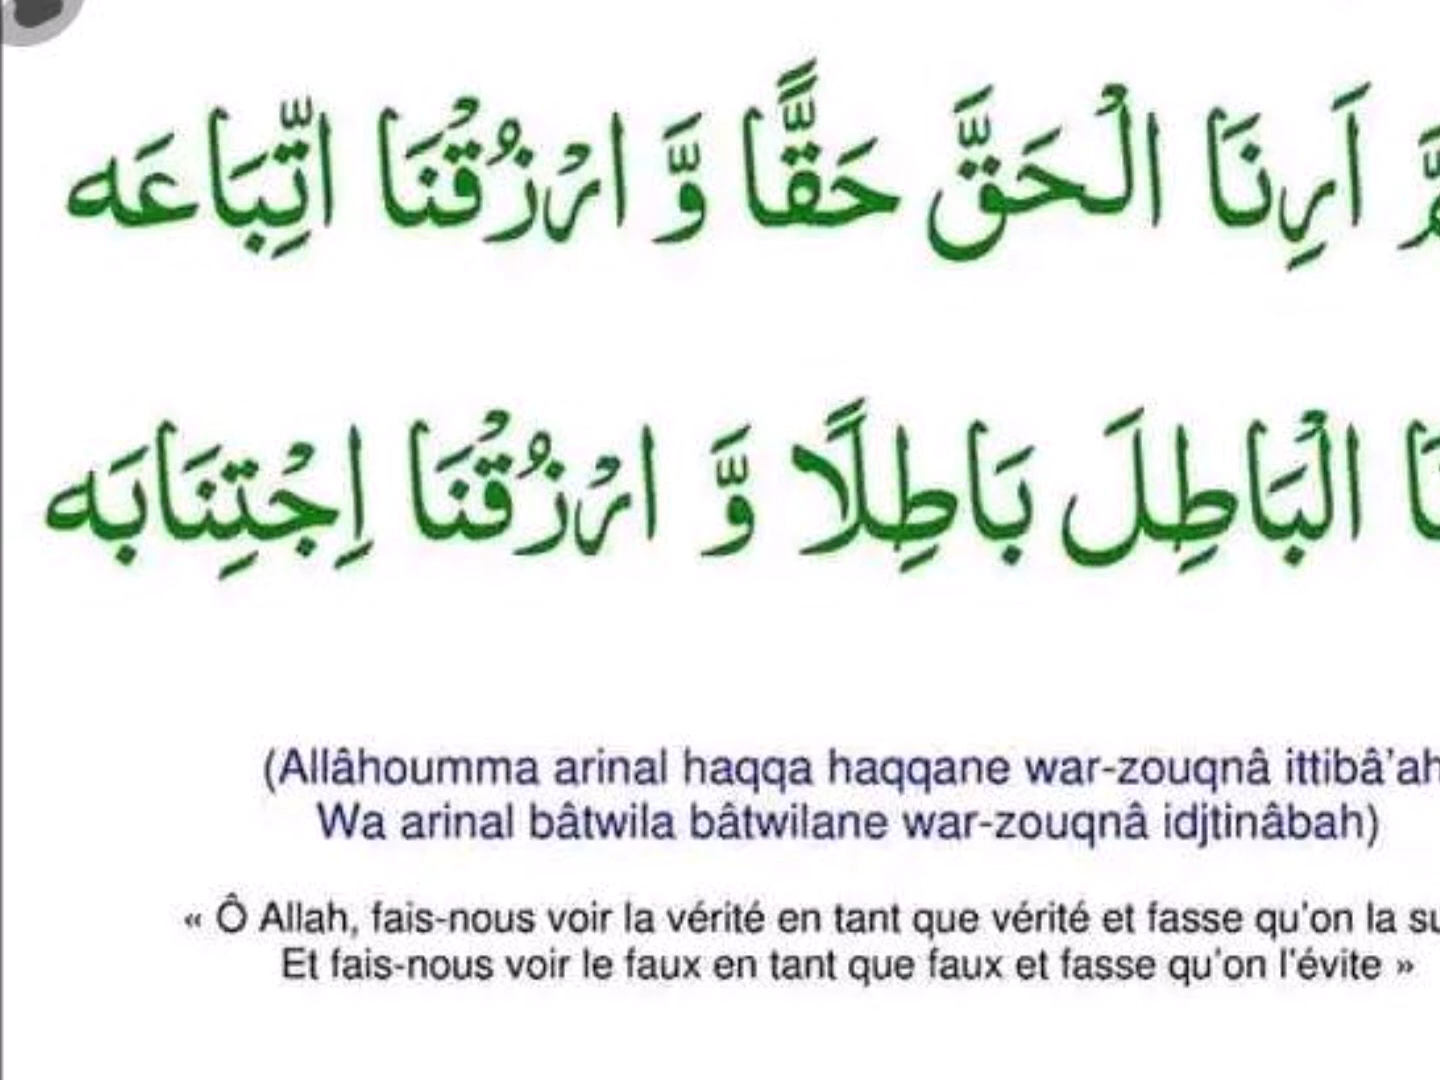 اَرِنَا الْحَقَّ حَقًّا وَّ ارْزُقْنَا اتِّبَاعَه
الْبَاطِلَ بَاطِلًا وَّ ارْزُقْنَا اِجْتِنَابَه
(Allâhoumma arinal haqqa haqqane war-zouqnâ ittibâ'ah
Wa arinal bâtwila bâtwilane war-zouqnâ idjtinâbah)
« Ô Allah, fais-nous voir la vérité en tant que vérité et fasse qu'on la
Et fais-nous voir le faux en tant que faux et fasse qu'on l'évite »